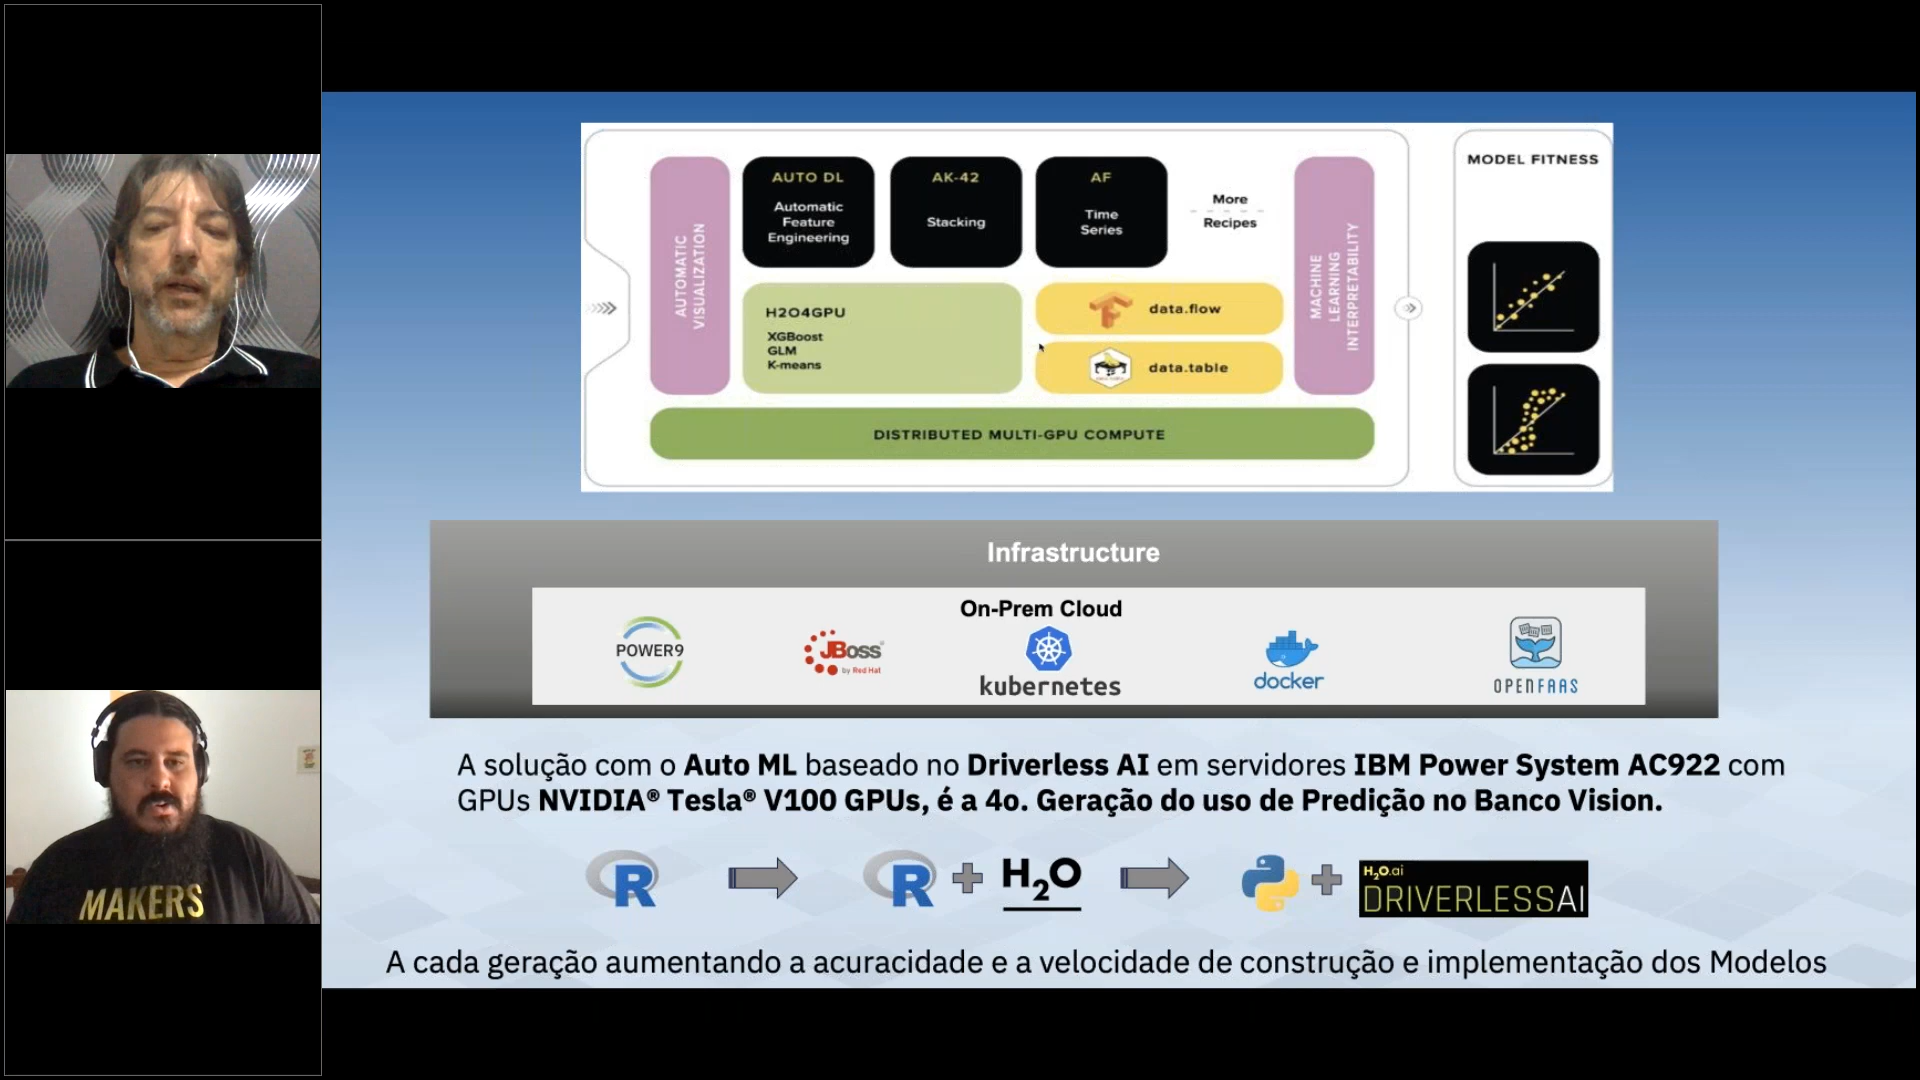 AUTOMATIC
VISUALIZATION
AUTO DL
Automatic
Feature
Engineering
AK-42
Stacking
AF
Time
Series
More
Recipes
H2O4GPU
XGBoost
GLM
K-means
data.flow
data.table
MACHINE
LEARNING
INTERPRETABILITY
DISTRIBUTED MULTI-GPU COMPUTE
MODEL FITNESS
Infrastructure
On-Prem Cloud
POWER9
JBoss
by Red Hat
kubernetes
docker
OPENFAAS
A solução com o Auto ML baseado no Driverless AI em servidores IBM Power System AC922 com
GPUs NVIDIA® Tesla® V100 GPUs, é a 4o. Geração do uso de Predição no Banco Vision.
R
R
H2O
H2O.ai
DRIVERLESSAI
A cada geração aumentando a acuracidade e a velocidade de construção e implementação dos Modelos
MAKERS